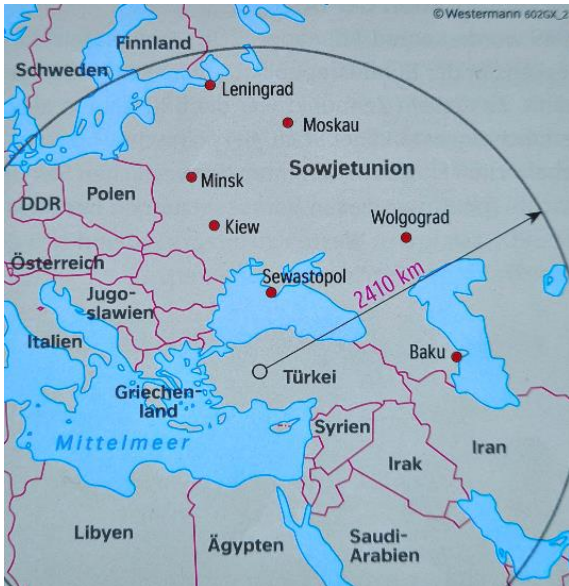 ©Westermann 602GX_2
Finnland
Schweden
Leningrad
Moskau
Sowjetunion
Minsk
Polen
DDR
Kiew
Wolgograd
Österreich
Sewastopol
2410 km
Jugo-
slawien
Italien
Baku
Türkei
Griechen-
land
Syrien
Mittelmeer
Irak
Iran
Libyen
Ägypten
Saudi-
Arabien